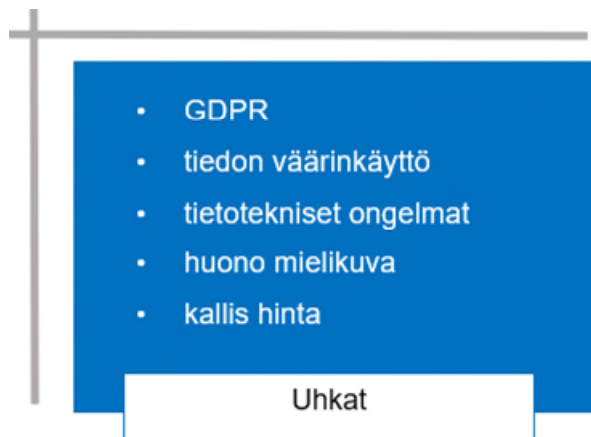 • GDPR
• tiedon väärinkäyttö
• tietotekniset ongelmat
• huono mielikuva
• kallis hinta
Uhkat